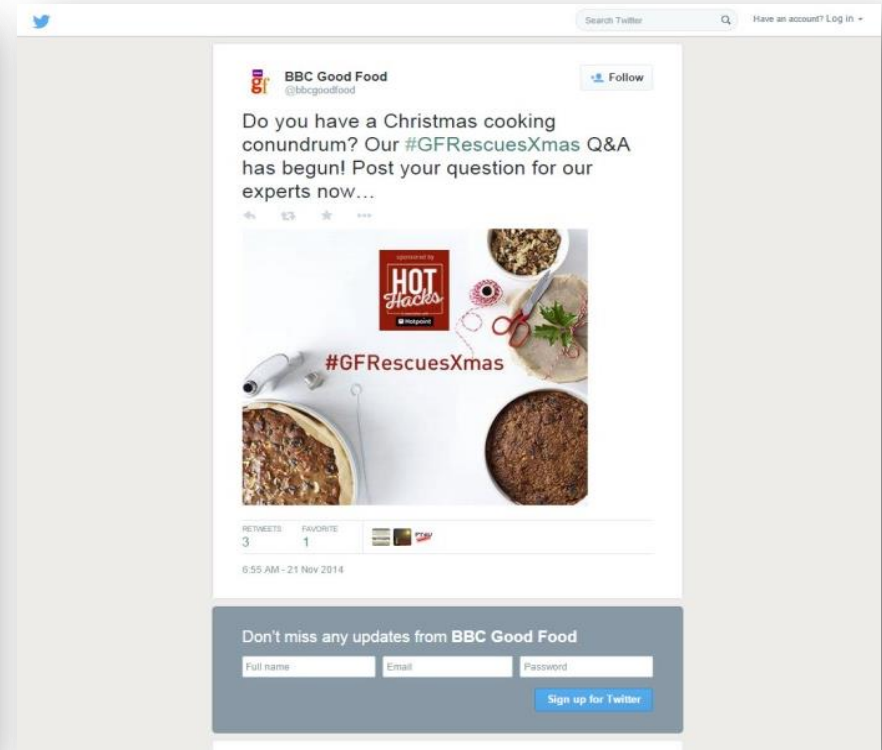 Search Twitter
Have an account? Log in
gf
BBC Good Food
@bbcgoodfood
Follow
Do you have a Christmas cooking
conundrum? Our #GFRescuesXmas Q&A
has begun! Post your question for our
experts now…
sponsored by
HOT
Hacks
Hotpoint
#GFRescuesXmas
RETWEETS FAVORITE
3 1
6:55 AM - 21 Nov 2014
Don't miss any updates from BBC Good Food
Full name Email Password
Sign up for Twitter